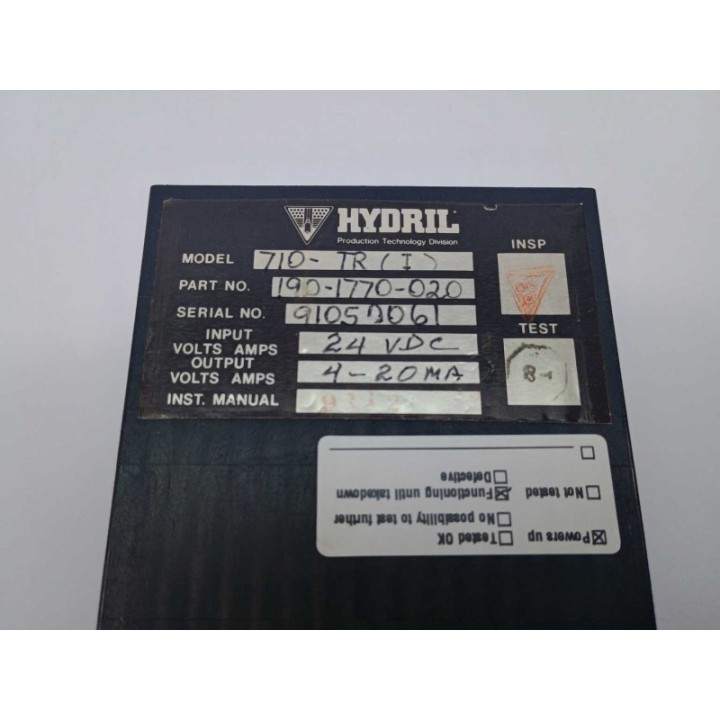 HYDRIL
Production Technology Division
MODEL 710-TR(I)
INSP
PART NO. 190-1770-020
SERIAL NO.
TEST
INPUT
VOLTS AMPS 24 VDC
OUTPUT
VOLTS AMPS 4-20MA
INST. MANUAL
☒ Powers up ☐ Tested OK
☐ No possibility to test further
☐ Not tested ☒ Functioning until takedown
☐ Defective
☐